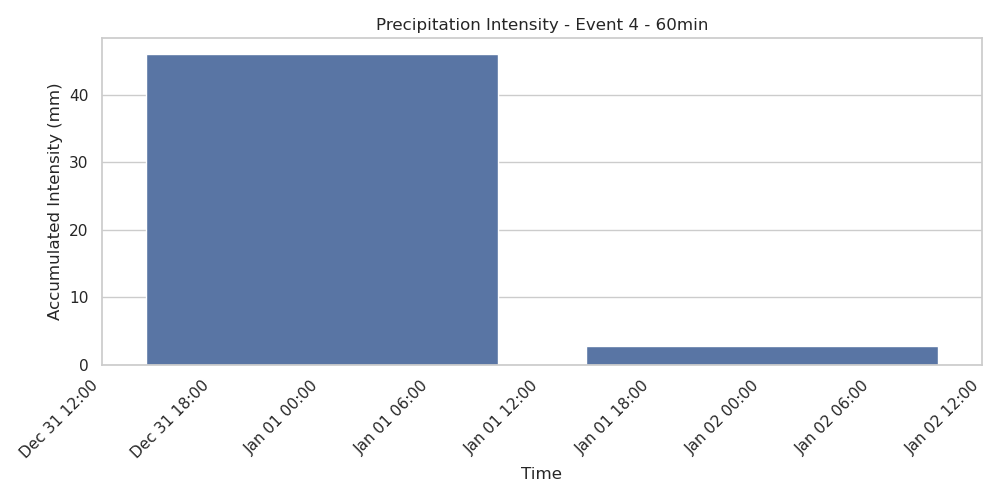 Precipitation Intensity - Event 4 - 60min
Accumulated Intensity (mm)
40
30
20
10
0
Dec 31 12:00
Dec 31 18:00
Jan 01 00:00
Jan 01 06:00
Jan 01 12:00
Jan 01 18:00
Jan 02 00:00
Jan 02 06:00
Jan 02 12:00
Time